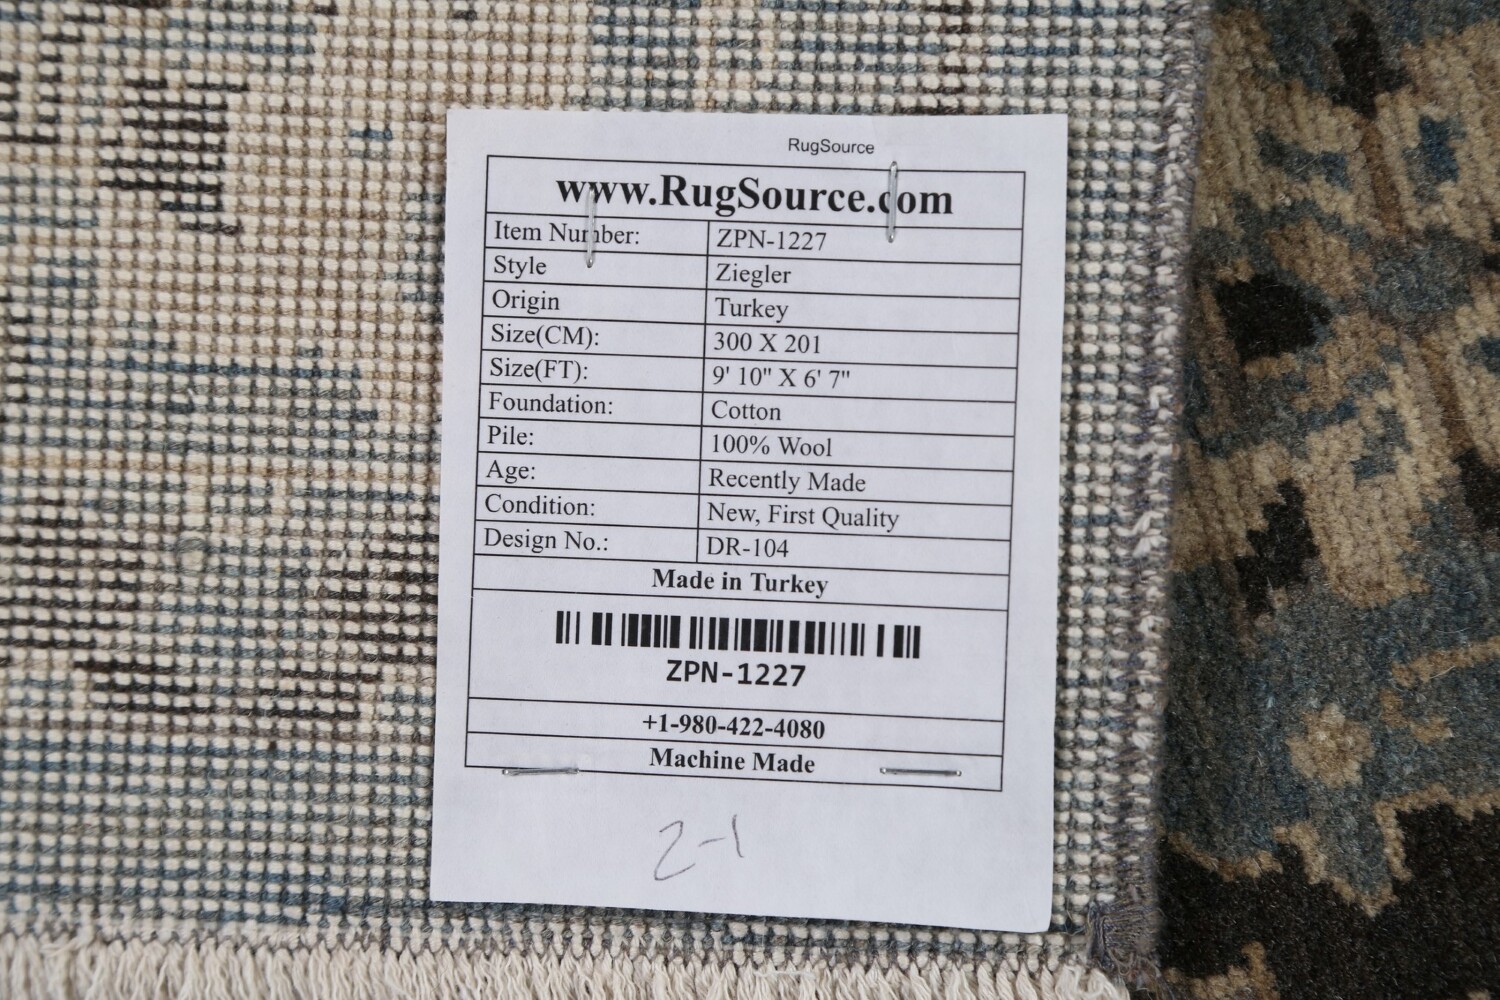 RugSource
www.RugSource.com
Item Number: ZPN-1227
Style Ziegler
Origin Turkey
Size(CM): 300 X 201
Size(FT): 9' 10" X 6' 7"
Foundation: Cotton
Pile: 100% Wool
Age: Recently Made
Condition: New, First Quality
Design No.: DR-104
Made in Turkey
ZPN-1227
+1-980-422-4080
Machine Made
2-1